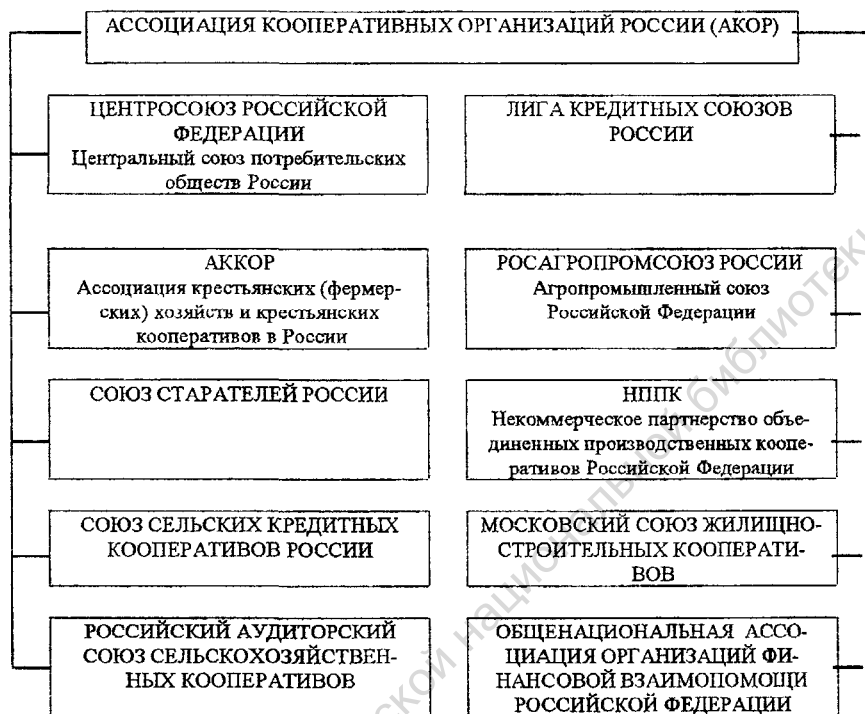 АССОЦИАЦИЯ КООПЕРАТИВНЫХ ОРГАНИЗАЦИЙ РОССИИ (АКОР)
ЦЕНТРОСОЮЗ РОССИЙСКОЙ
ФЕДЕРАЦИИ
Центральный союз потребительских
обществ России
ЛИГА КРЕДИТНЫХ СОЮЗОВ
РОССИИ
АККОР
Ассоциация крестьянских (фермер-
ских) хозяйств и крестьянских
кооперативов в России
РОСАГРОПРОМСОЮЗ РОССИИ
Агропромышленный союз
Российской Федерации
СОЮЗ СТАРАТЕЛЕЙ РОССИИ
НППК
Некоммерческое партнерство объе-
диненных производственных коопе-
ративов Российской Федерации
СОЮЗ СЕЛЬСКИХ КРЕДИТНЫХ
КООПЕРАТИВОВ РОССИИ
МОСКОВСКИЙ СОЮЗ ЖИЛИЩНО-
СТРОИТЕЛЬНЫХ КООПЕРАТИ-
ВОВ
РОССИЙСКИЙ АУДИТОРСКИЙ
СОЮЗ СЕЛЬСКОХОЗЯЙСТВЕН-
НЫХ КООПЕРАТИВОВ
ОБЩЕНАЦИОНАЛЬНАЯ АССО-
ЦИАЦИЯ ОРГАНИЗАЦИЙ ФИ-
НАНСОВОЙ ВЗАИМОПОМОЩИ
РОССИЙСКОЙ ФЕДЕРАЦИИ
национальной